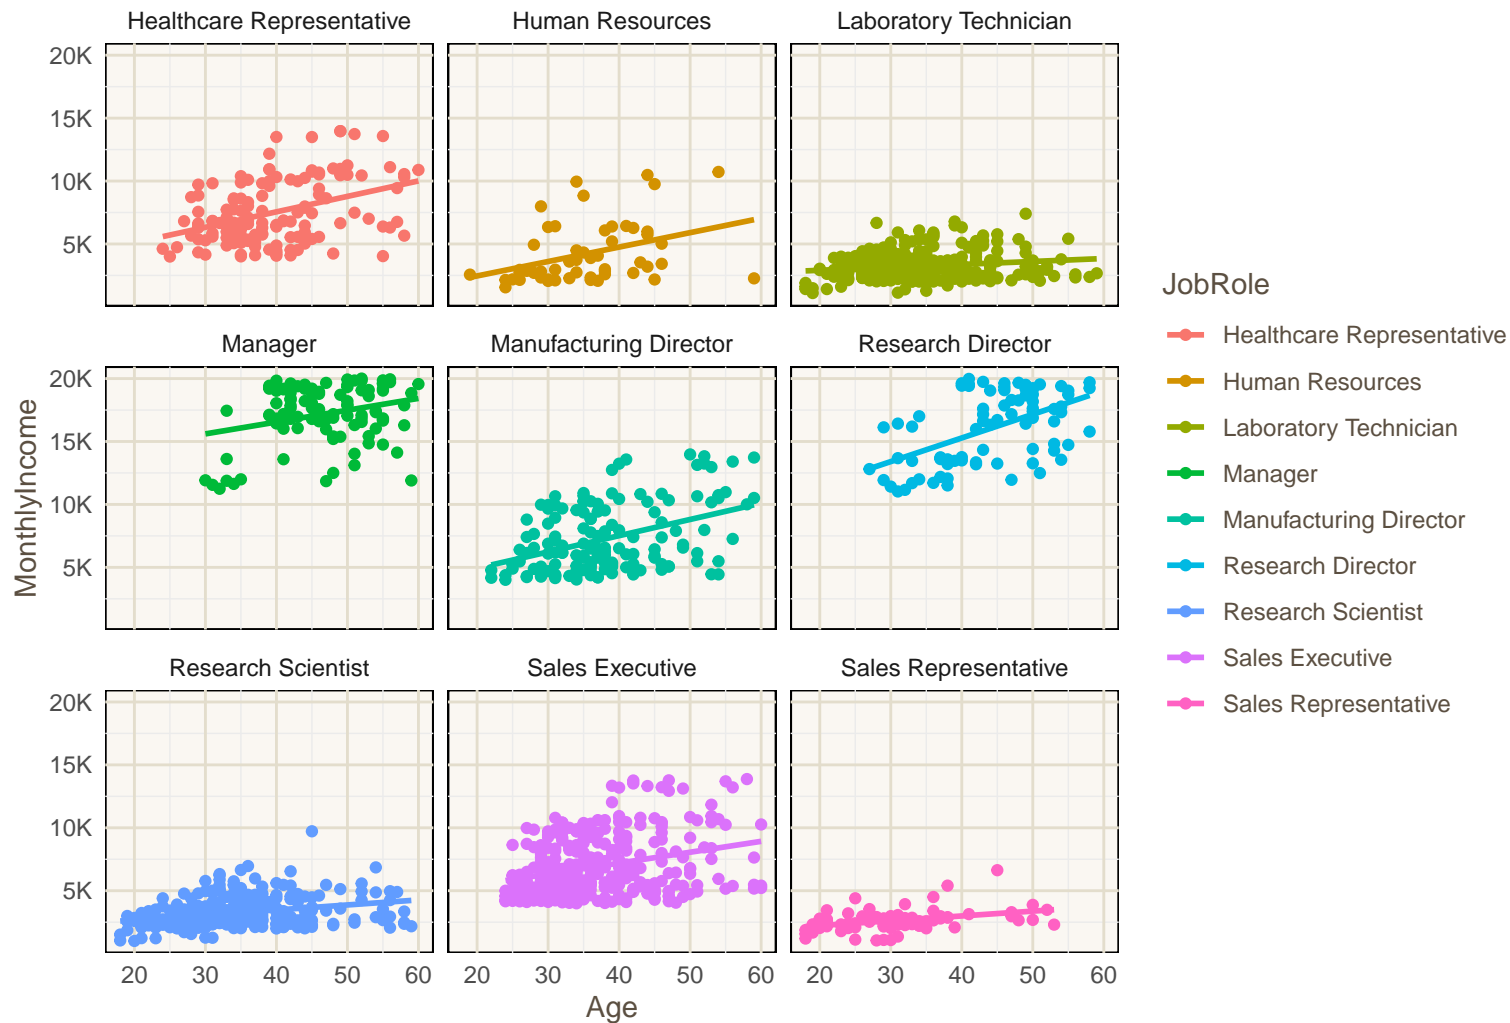 Healthcare Representative
Human Resources
Laboratory Technician
20K
15K
10K
5K
Manager
Manufacturing Director
Research Director
20K
15K
10K
5K
Research Scientist
Sales Executive
Sales Representative
20K
15K
10K
5K
20 30 40 50 60
20 30 40 50 60
20 30 40 50 60
Age
MonthlyIncome
JobRole
Healthcare Representative
Human Resources
Laboratory Technician
Manager
Manufacturing Director
Research Director
Research Scientist
Sales Executive
Sales Representative